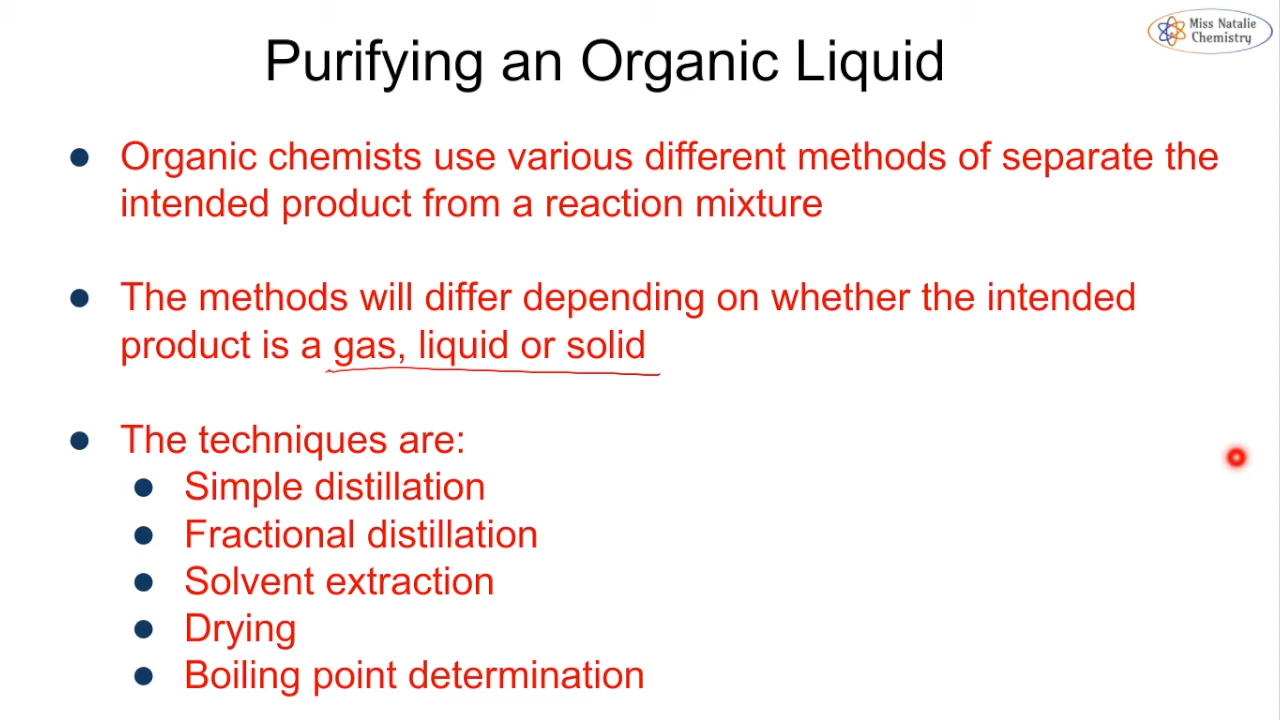 Miss Natalie
Chemistry
Purifying an Organic Liquid
Organic chemists use various different methods of separate the
intended product from a reaction mixture
The methods will differ depending on whether the intended
product is a gas, liquid or solid
The techniques are:
Simple distillation
Fractional distillation
Solvent extraction
Drying
Boiling point determination